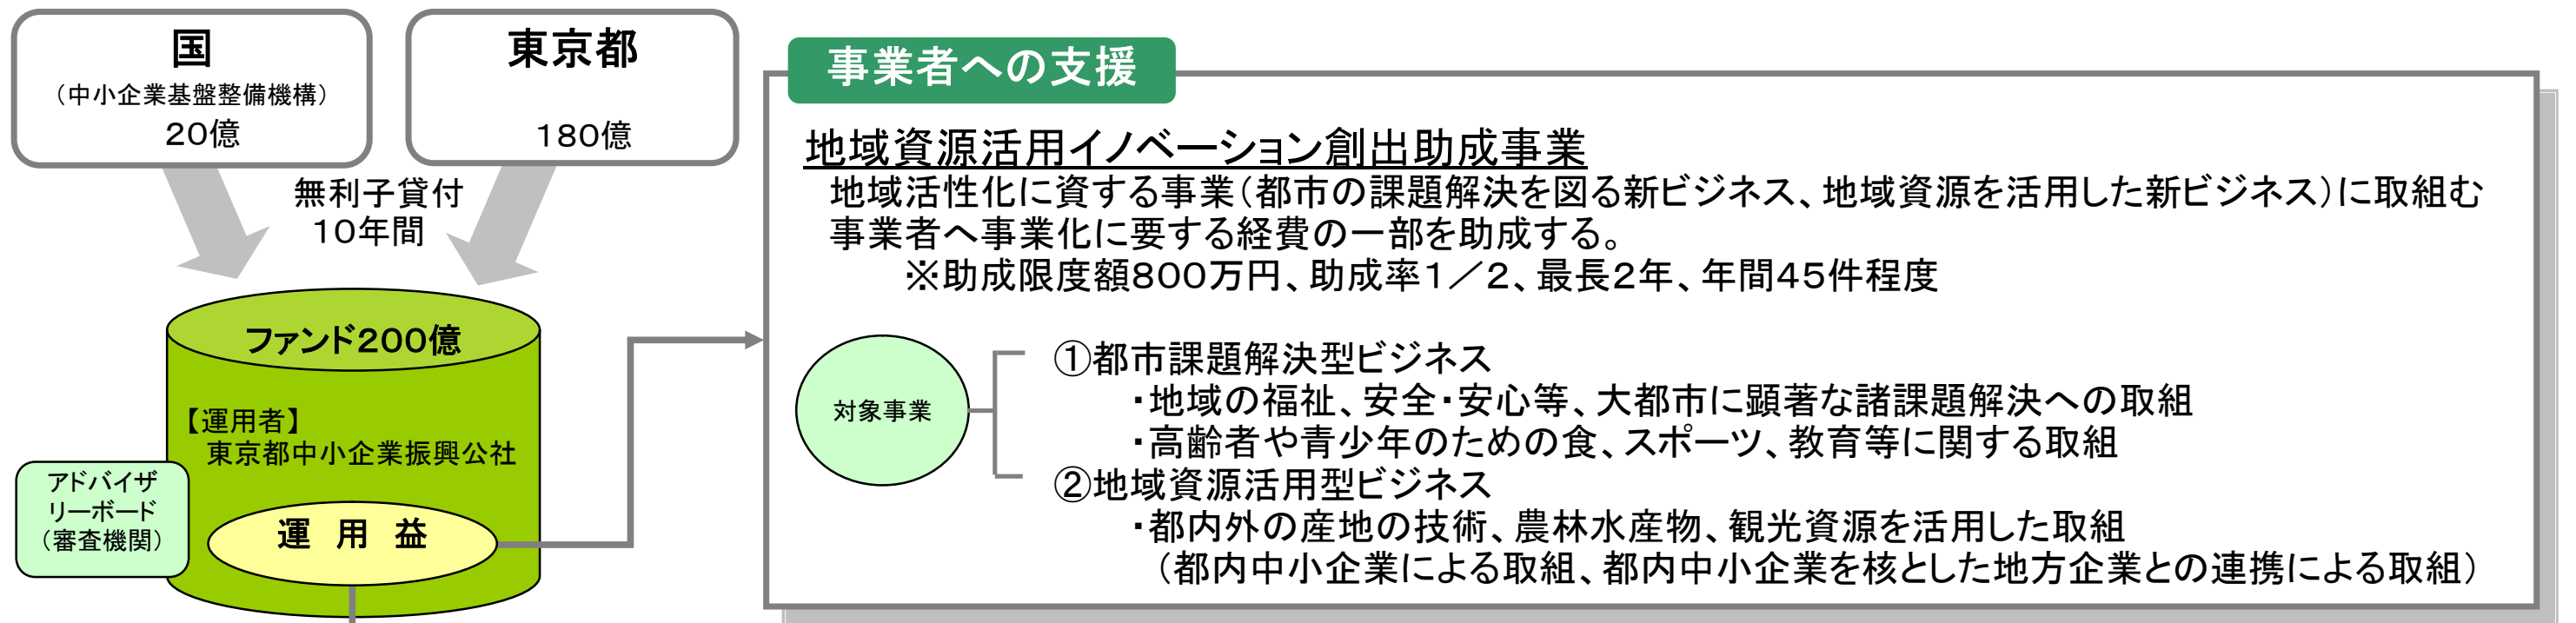 国
（中小企業基盤整備機構）
20億
東京都
180億
無利子貸付
10年間
ファンド200億
【運用者】
東京都中小企業振興公社
アドバイザ
リーボード
（審査機関）
運　用　益
事業者への支援
地域資源活用イノベーション創出助成事業
地域活性化に資する事業（都市の課題解決を図る新ビジネス、地域資源を活用した新ビジネス）に取組む
事業者へ事業化に要する経費の一部を助成する。
※助成限度額800万円、助成率1／2、最長2年、年間45件程度
対象事業
①都市課題解決型ビジネス
・地域の福祉、安全・安心等、大都市に顕著な諸課題解決への取組
・高齢者や青少年のための食、スポーツ、教育等に関する取組
②地域資源活用型ビジネス
・都内外の産地の技術、農林水産物、観光資源を活用した取組
（都内中小企業による取組、都内中小企業を核とした地方企業との連携による取組）